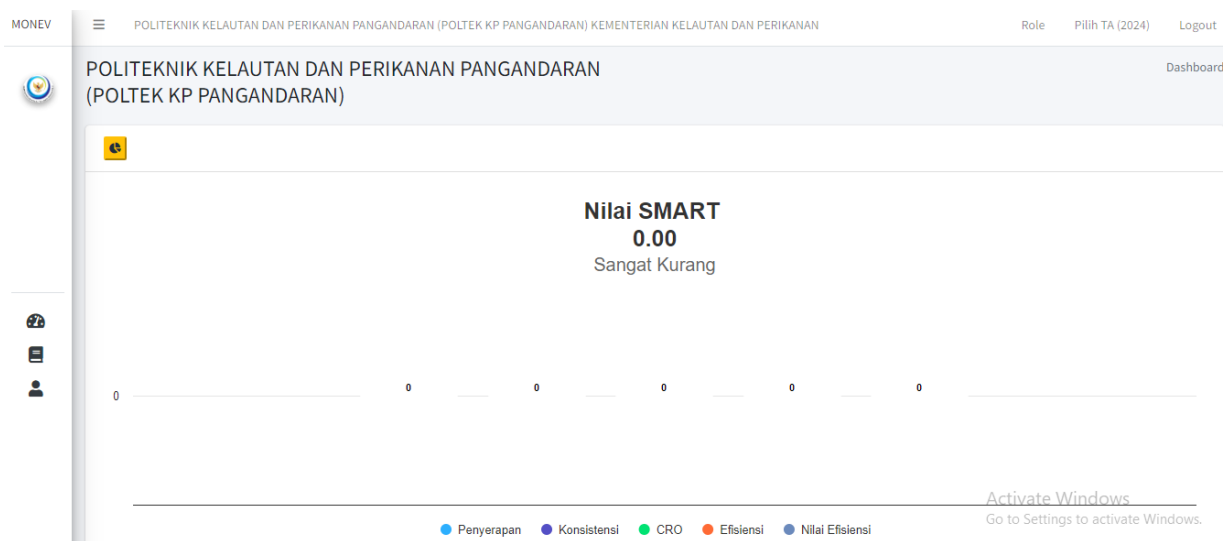 MONEV
POLITEKNIK KELAUTAN DAN PERIKANAN PANGANDARAN (POLTEK KP PANGANDARAN) KEMENTERIAN KELAUTAN DAN PERIKANAN
Role
Pilih TA (2024)
Logout
POLITEKNIK KELAUTAN DAN PERIKANAN PANGANDARAN
(POLTEK KP PANGANDARAN)
Dashboard
Nilai SMART
0.00
Sangat Kurang
0
0
0
0
0
0
Penyerapan
Konsistensi
CRO
Efisiensi
Nilai Efisiensi
Activate Windows
Go to Settings to activate Windows.